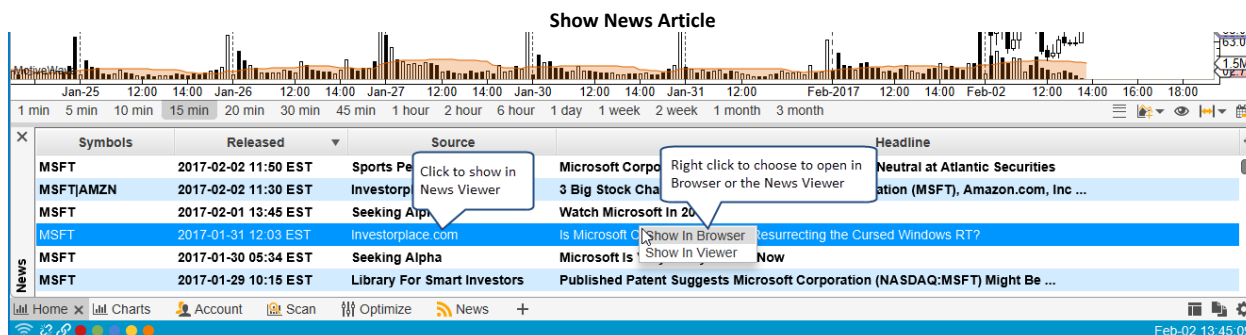 Show News Article
63.0
MotiveWave
1.5M
02.7
Jan-25 12:00 14:00 Jan-26 12:00 14:00 Jan-27 12:00 14:00 Jan-30 12:00 14:00 Jan-31 12:00 14:00 Feb-2017 12:00 14:00 Feb-02 12:00 14:00 16:00 18:00
1 min 5 min 10 min 15 min 20 min 30 min 45 min 1 hour 2 hour 6 hour 1 day 1 week 2 week 1 month 3 month
Symbols Released Source Headline
MSFT 2017-02-02 11:50 EST Sports Pe Microsoft Corpo Neutral at Atlantic Securities
Click to show in
News Viewer
Right click to choose to open in
Browser or the News Viewer
MSFT|AMZN 2017-02-02 11:30 EST Investorpl 3 Big Stock Cha ation (MSFT), Amazon.com, Inc ...
MSFT 2017-02-01 13:45 EST Seeking Alph Watch Microsoft In 20
MSFT 2017-01-31 12:03 EST Investorplace.com Is Microsoft C Resurrecting the Cursed Windows RT?
Show In Browser
Show In Viewer
MSFT 2017-01-30 05:34 EST Seeking Alpha Microsoft Is Now
MSFT 2017-01-29 10:15 EST Library For Smart Investors Published Patent Suggests Microsoft Corporation (NASDAQ:MSFT) Might Be ...
News
Home Charts Account Scan Optimize News
Feb-02 13:45:09